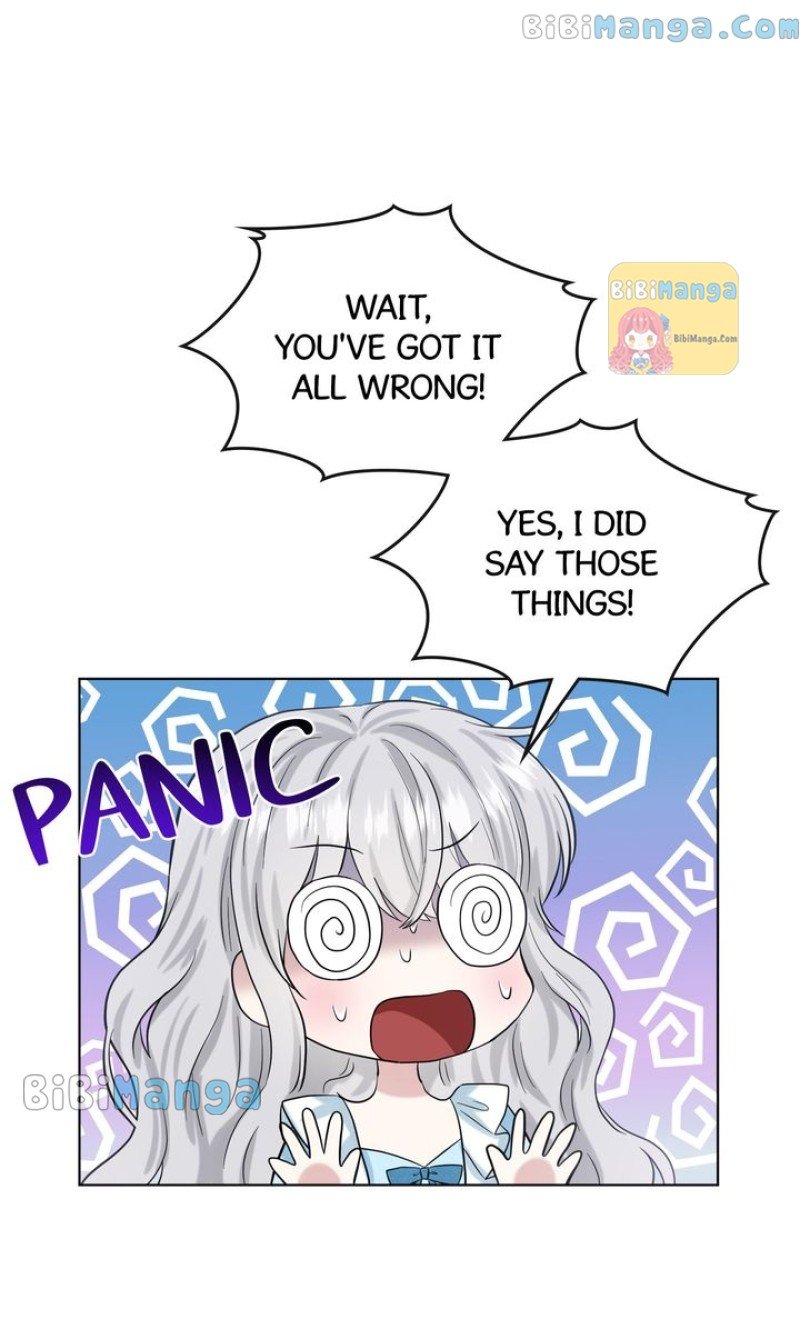 BiBiManga.Com
BiBiManga
BibiManga.Com
WAIT,
YOU'VE GOT IT
ALL WRONG!
YES, I DID
SAY THOSE
THINGS!
PANIC
BiBiManga